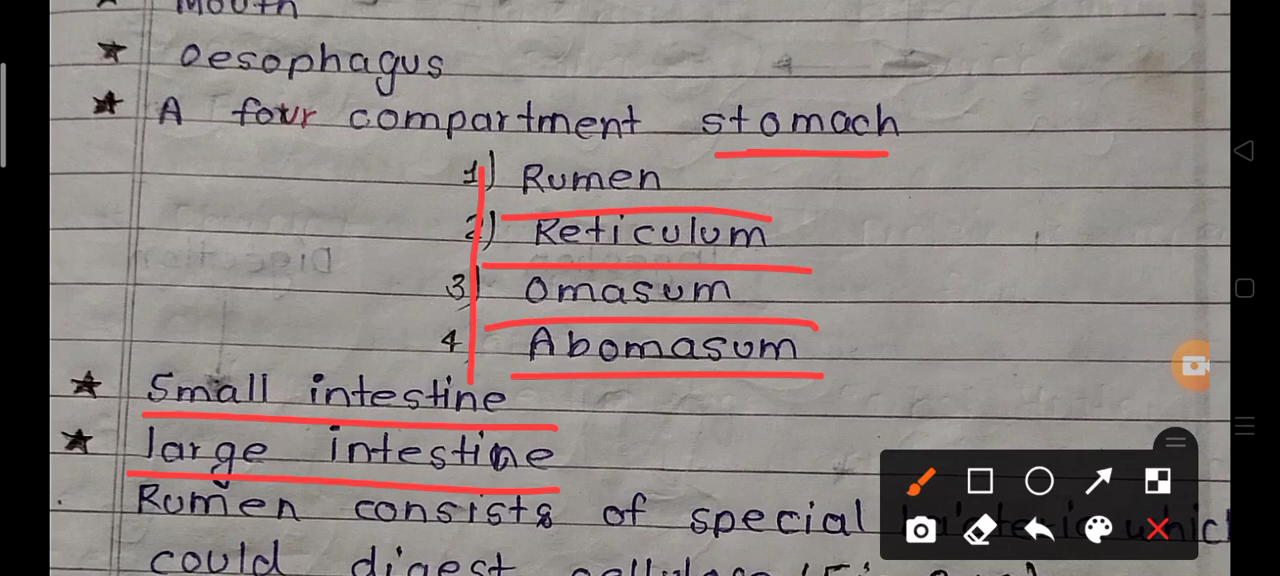 ★ Mouth
★ Oesophagus
★ A four compartment stomach
1) Rumen
2) Reticulum
3) Omasum
4 Abomasum
★ Small intestine
★ large intestine
Rumen consists of special
could digest